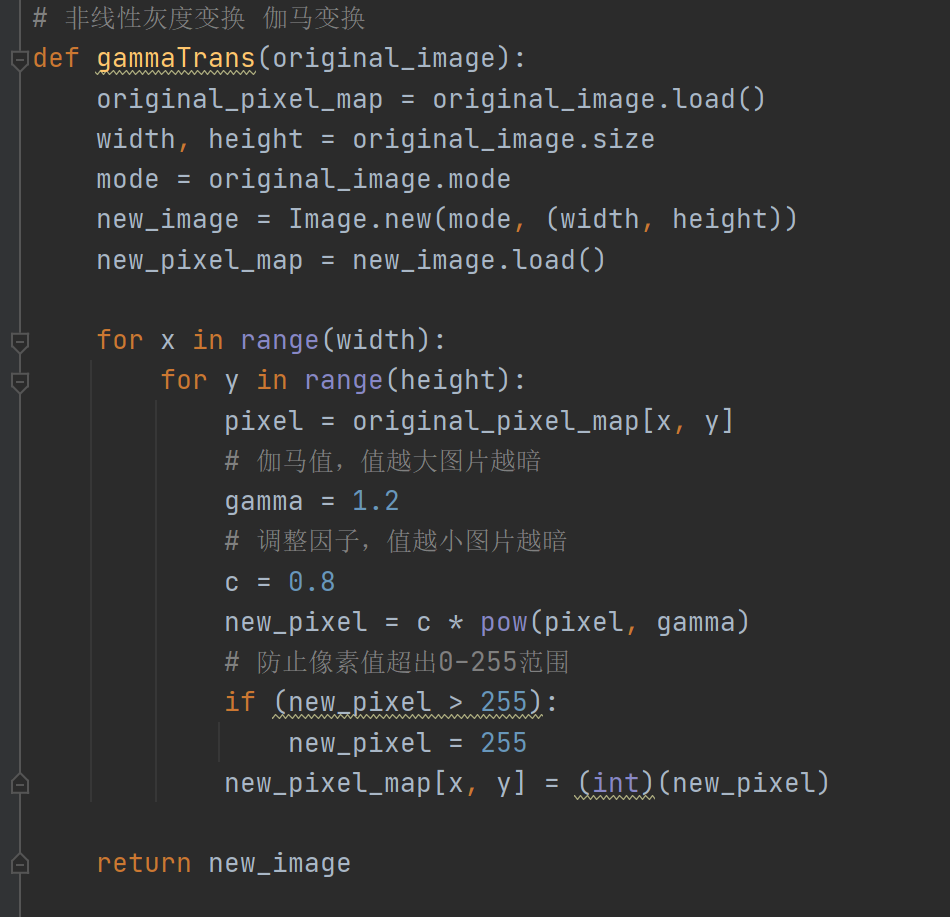 # 非线性灰度变换 伽马变换
def gammaTrans(original_image):
    original_pixel_map = original_image.load()
    width, height = original_image.size
    mode = original_image.mode
    new_image = Image.new(mode, (width, height))
    new_pixel_map = new_image.load()

    for x in range(width):
        for y in range(height):
            pixel = original_pixel_map[x, y]
            # 伽马值，值越大图片越暗
            gamma = 1.2
            # 调整因子，值越小图片越暗
            c = 0.8
            new_pixel = c * pow(pixel, gamma)
            # 防止像素值超出0-255范围
            if (new_pixel > 255):
                new_pixel = 255
            new_pixel_map[x, y] = (int)(new_pixel)

    return new_image